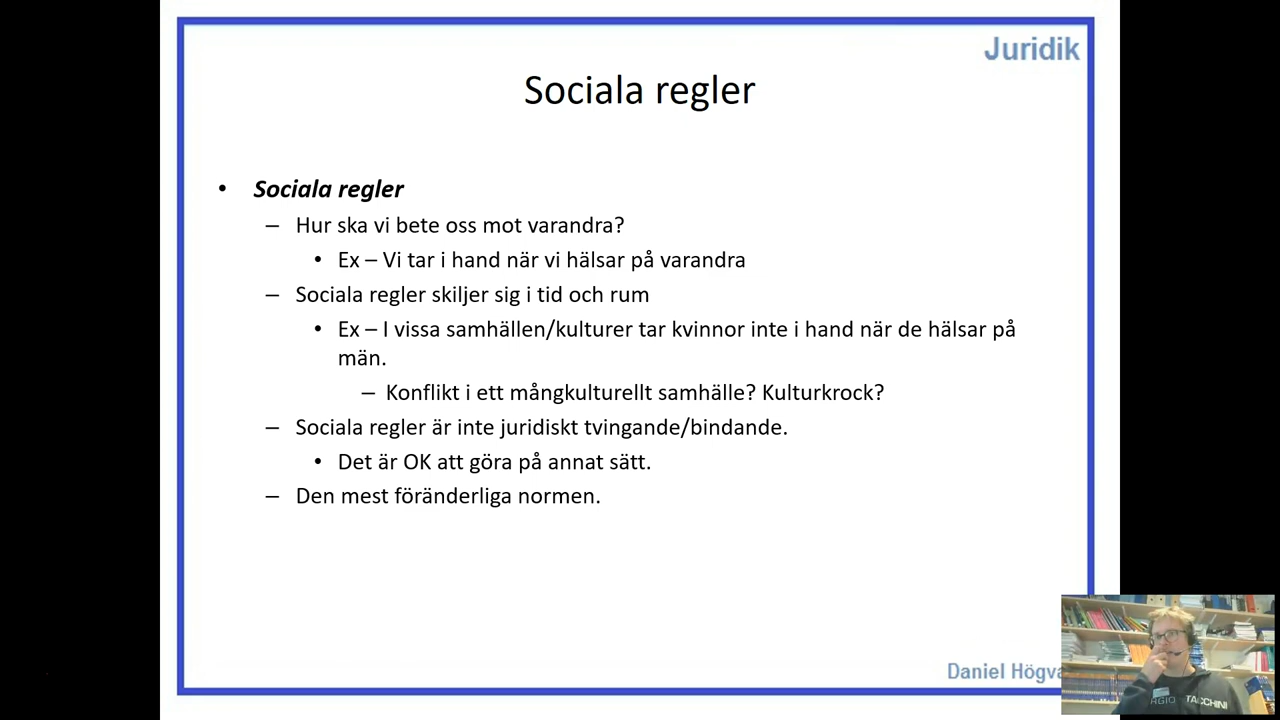 Juridik
Sociala regler
• Sociala regler
– Hur ska vi bete oss mot varandra?
• Ex – Vi tar i hand när vi hälsar på varandra
– Sociala regler skiljer sig i tid och rum
• Ex – I vissa samhällen/kulturer tar kvinnor inte i hand när de hälsar på
män.
– Konflikt i ett mångkulturellt samhälle? Kulturkrock?
– Sociala regler är inte juridiskt tvingande/bindande.
• Det är OK att göra på annat sätt.
– Den mest föränderliga normen.
Daniel Högva
TACCHINI